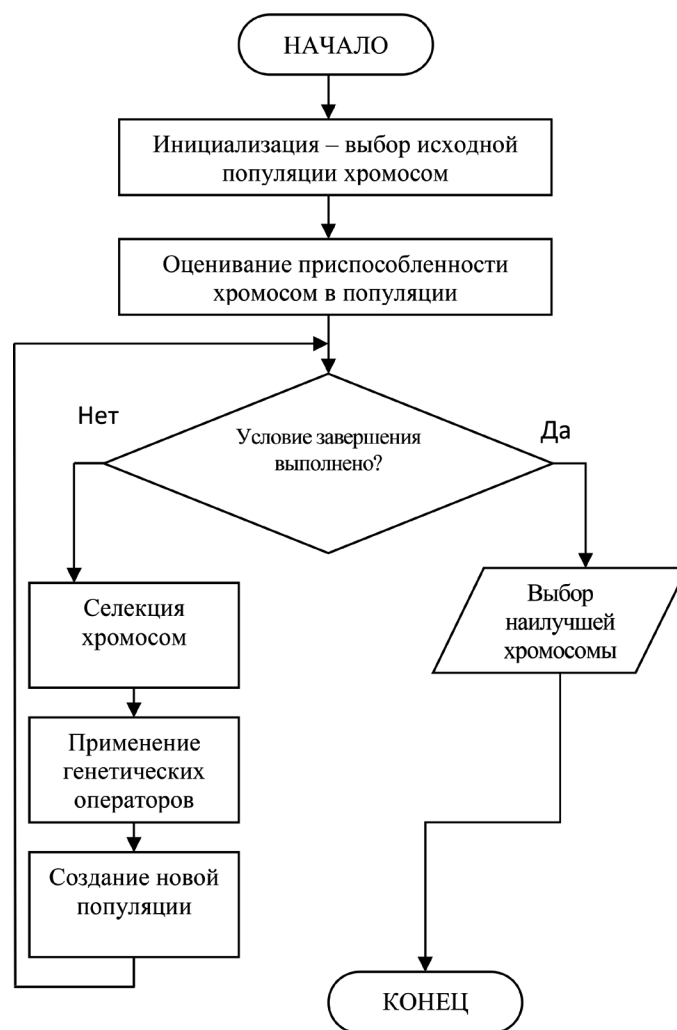 НАЧАЛО
Инициализация – выбор исходной
популяции хромосом
Оценивание приспособленности
хромосом в популяции
Нет
Условие завершения
выполнено?
Да
Селекция
хромосом
Выбор
наилучшей
хромосомы
Применение
генетических
операторов
Создание новой
популяции
КОНЕЦ